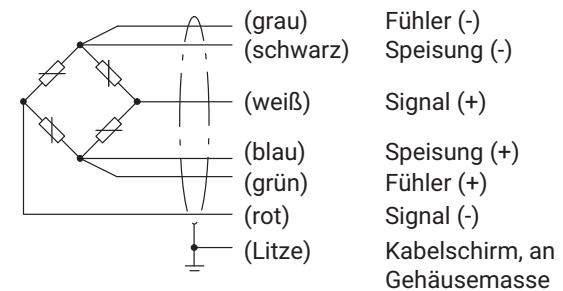 (grau) Fühler (-)
(schwarz) Speisung (-)
(weiß) Signal (+)
(blau) Speisung (+)
(grün) Fühler (+)
(rot) Signal (-)
(Litze) Kabelschirm, an
Gehäusemasse